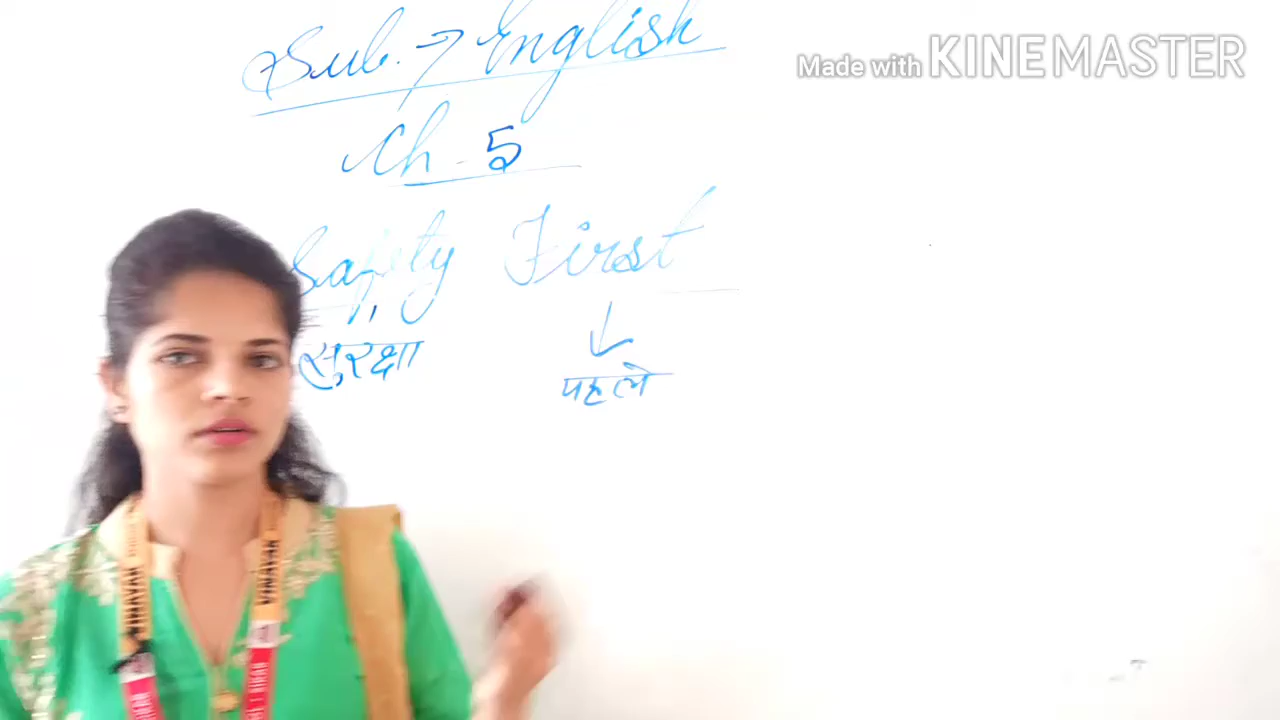 Sub. → English
Made with KINEMASTER
Ch - 5
Safety First
सुरक्षा पहले